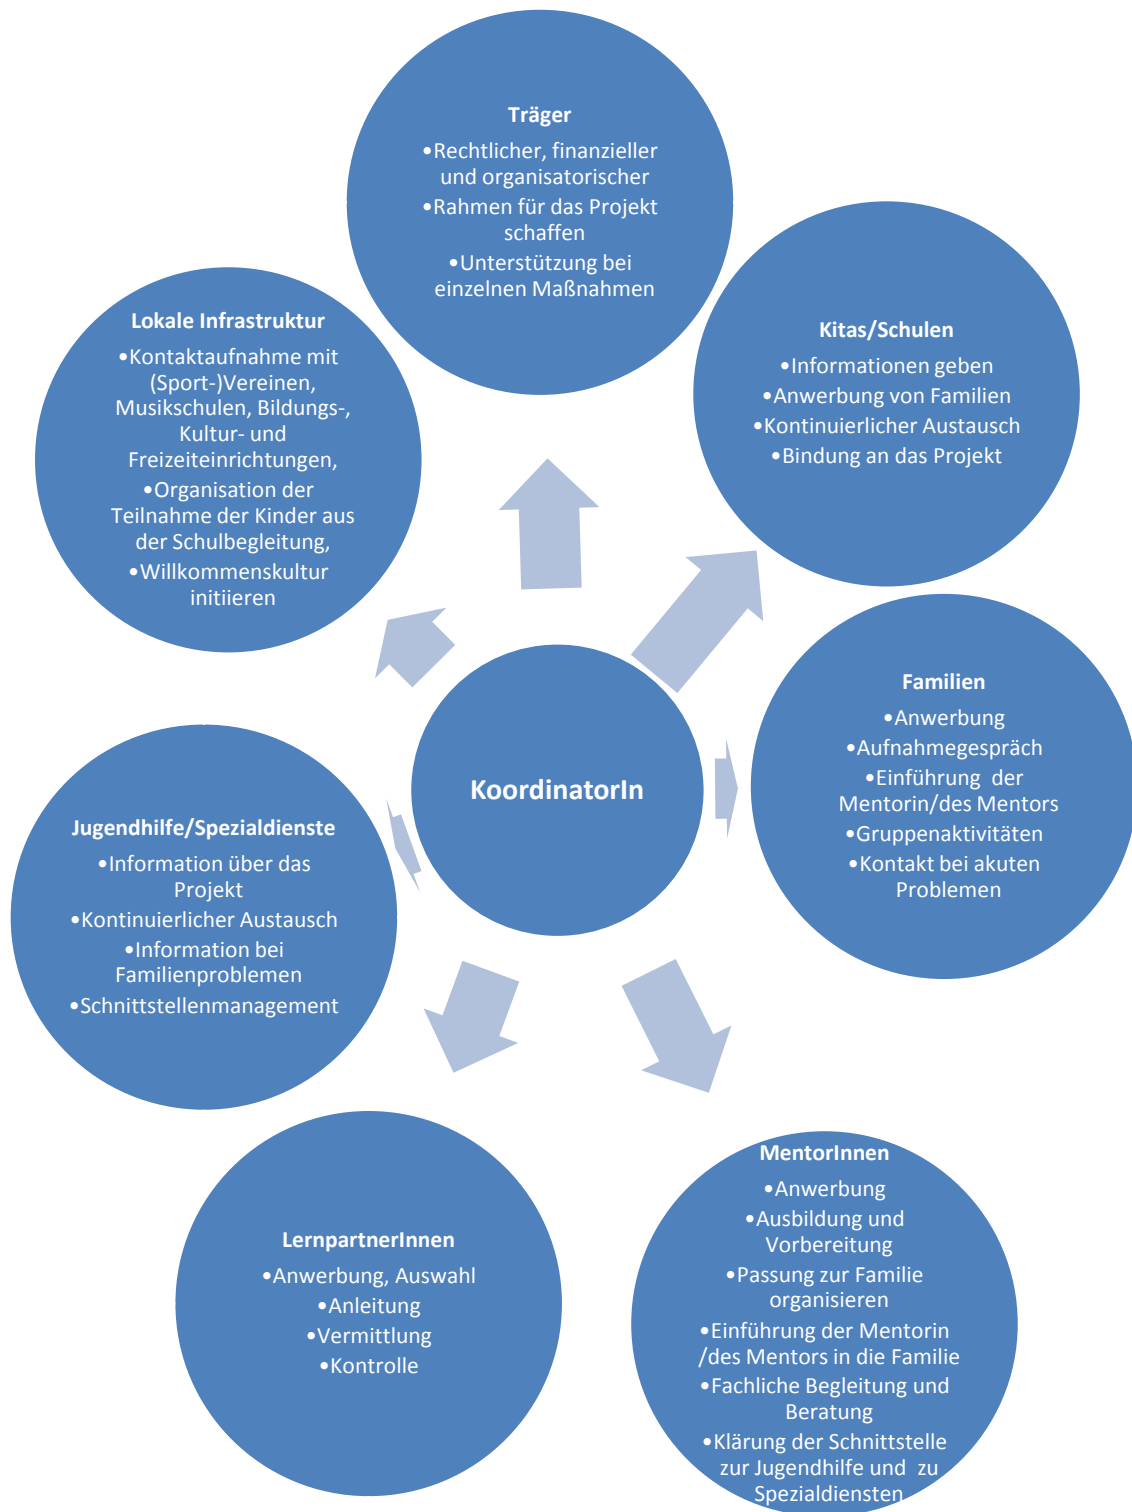 Träger
•Rechtlicher, finanzieller
und organisatorischer
•Rahmen für das Projekt
schaffen
•Unterstützung bei
einzelnen Maßnahmen
Kitas/Schulen
•Informationen geben
•Anwerbung von Familien
•Kontinuierlicher Austausch
•Bindung an das Projekt
Familien
•Anwerbung
•Aufnahmegespräch
•Einführung der
Mentorin/des Mentors
•Gruppenaktivitäten
•Kontakt bei akuten
Problemen
MentorInnen
•Anwerbung
•Ausbildung und
Vorbereitung
•Passung zur Familie
organisieren
•Einführung der Mentorin
/des Mentors in die Familie
•Fachliche Begleitung und
Beratung
•Klärung der Schnittstelle
zur Jugendhilfe und zu
Spezialdiensten
LernpartnerInnen
•Anwerbung, Auswahl
•Anleitung
•Vermittlung
•Kontrolle
Jugendhilfe/Spezialdienste
•Information über das
Projekt
•Kontinuierlicher Austausch
•Information bei
Familienproblemen
•Schnittstellenmanagement
Lokale Infrastruktur
•Kontaktaufnahme mit
(Sport-)Vereinen,
Musikschulen, Bildungs-,
Kultur- und
Freizeiteinrichtungen,
•Organisation der
Teilnahme der Kinder aus
der Schulbegleitung,
•Willkommenskultur
initiieren
KoordinatorIn